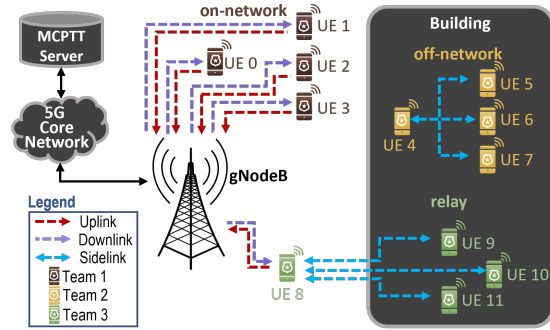 MCPTT
Server
5G
Core
Network
on-network
UE 1
UE 0
UE 2
UE 3
gNodeB
Building
off-network
UE 5
UE 4
UE 6
UE 7
relay
UE 9
UE 8
UE 10
UE 11
Legend
Uplink
Downlink
Sidelink
Team 1
Team 2
Team 3